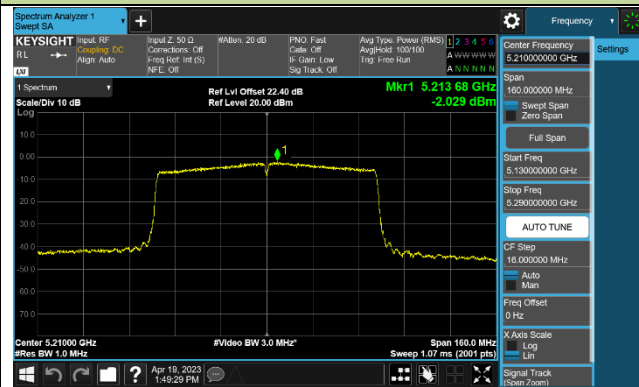 Spectrum Analyzer 1
Swept SA
Frequency
KEYSIGHT
RL
LXI
Input: RF
Coupling: DC
Align: Auto
Input Z: 50 Ω
Corrections: Off
Freq Ref: Int (S)
NFE: Off
#Atten: 20 dB
PNO: Fast
Gate: Off
IF Gain: Low
Sig Track: Off
Avg Type: Power (RMS)
Avg|Hold: 100/100
Trig: Free Run
1 2 3 4 5 6
A W W W W W
A N N N N N
1 Spectrum
Scale/Div 10 dB
Log
Ref Lvl Offset 22.40 dB
Ref Level 20.00 dBm
Mkr1 5.213 68 GHz
-2.029 dBm
1
10.0
0.00
-10.0
-20.0
-30.0
-40.0
-50.0
-60.0
-70.0
Center 5.21000 GHz
#Res BW 1.0 MHz
#Video BW 3.0 MHz*
Span 160.0 MHz
Sweep 1.07 ms (2001 pts)
Center Frequency
5.210000000 GHz
Settings
Span
160.000000 MHz
Swept Span
Zero Span
Full Span
Start Freq
5.130000000 GHz
Stop Freq
5.290000000 GHz
AUTO TUNE
CF Step
16.000000 MHz
Auto
Man
Freq Offset
0 Hz
X Axis Scale
Log
Lin
Signal Track
(Span Zoom)
Apr 19, 2023
1:49:29 PM